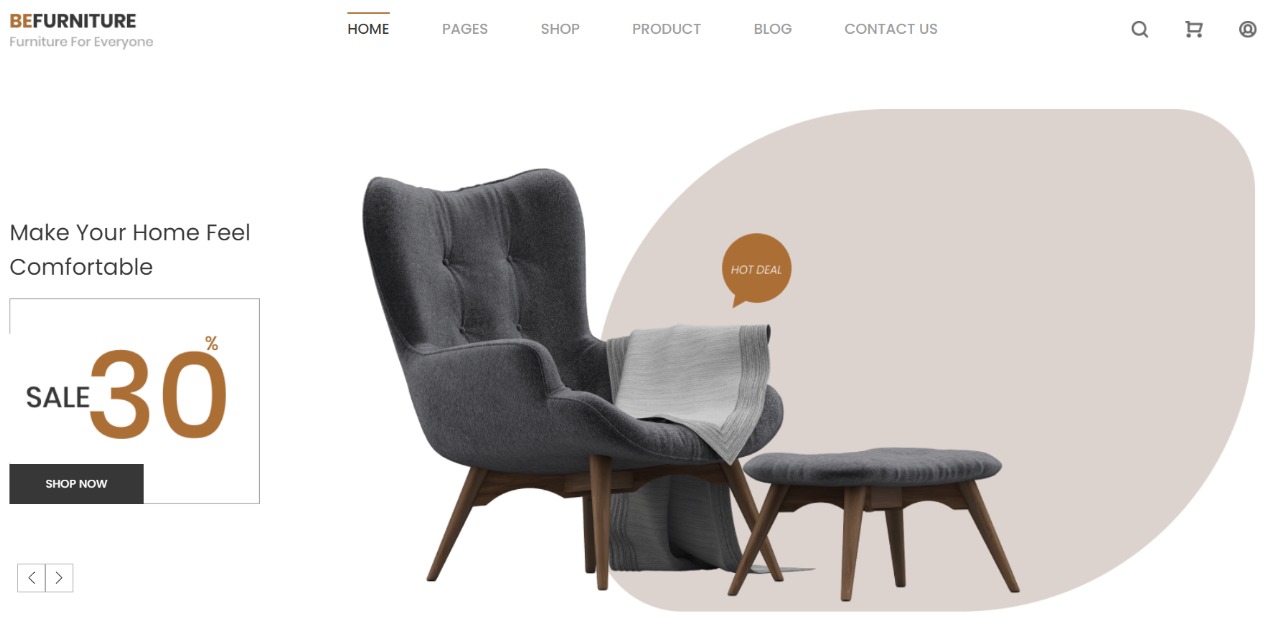 BEFURNITURE
Furniture For Everyone
HOME PAGES SHOP PRODUCT BLOG CONTACT US
Make Your Home Feel
Comfortable
SALE 30%
SHOP NOW
HOT DEAL